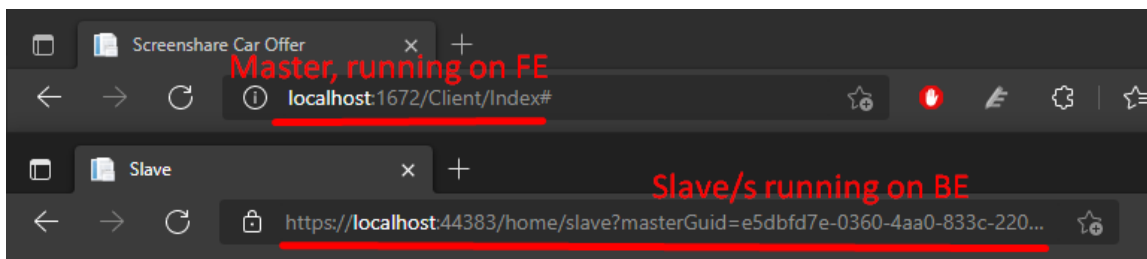 Screenshare Car Offer
Master, running on FE
localhost:1672/Client/Index#
Slave
Slave/s running on BE
https://localhost:44383/home/slave?masterGuid=e5dbfd7e-0360-4aa0-833c-220...